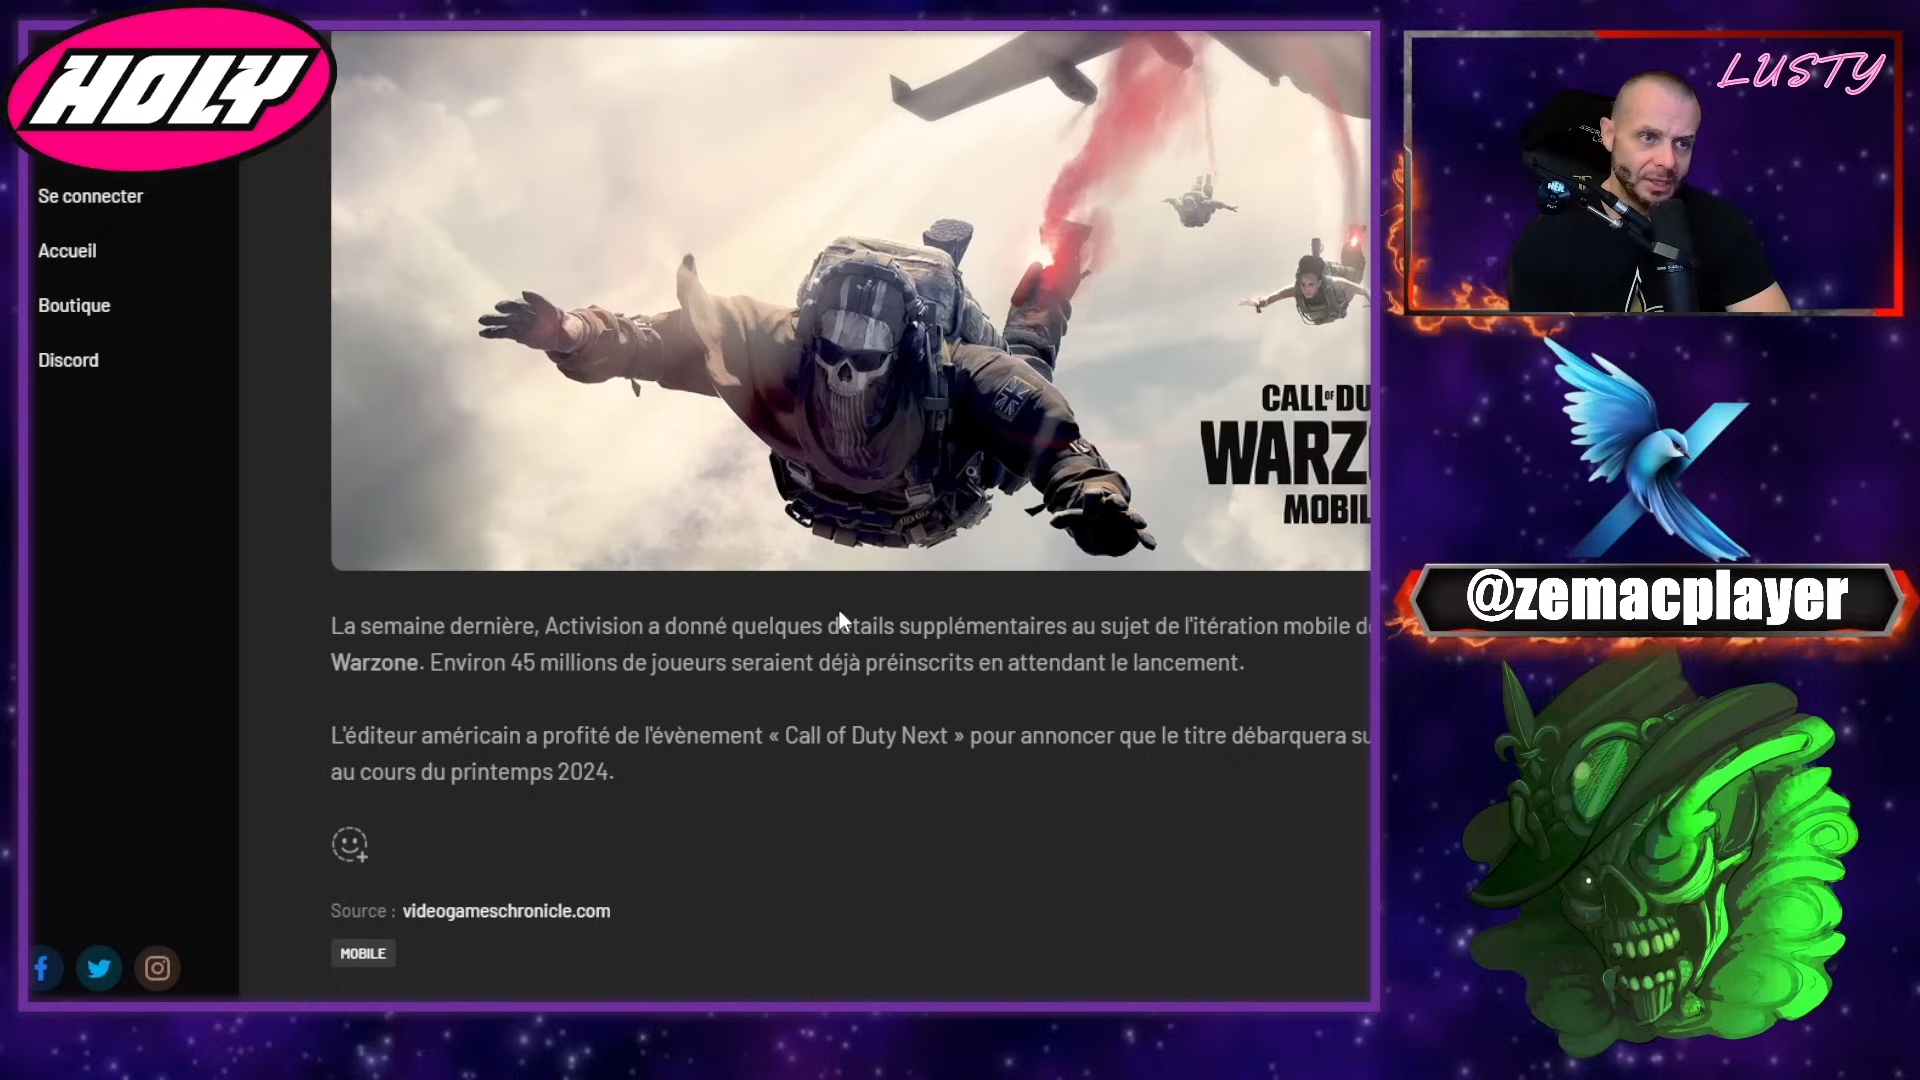 HOLY
LUSTY
Se connecter
Accueil
Boutique
Discord
CALL OF DU
WARZ
MOBIL
La semaine dernière, Activision a donné quelques détails supplémentaires au sujet de l'itération mobile d
Warzone. Environ 45 millions de joueurs seraient déjà préinscrits en attendant le lancement.
L'éditeur américain a profité de l'évènement « Call of Duty Next » pour annoncer que le titre débarquera su
au cours du printemps 2024.
Source : videogameschronicle.com
MOBILE
@zemacplayer